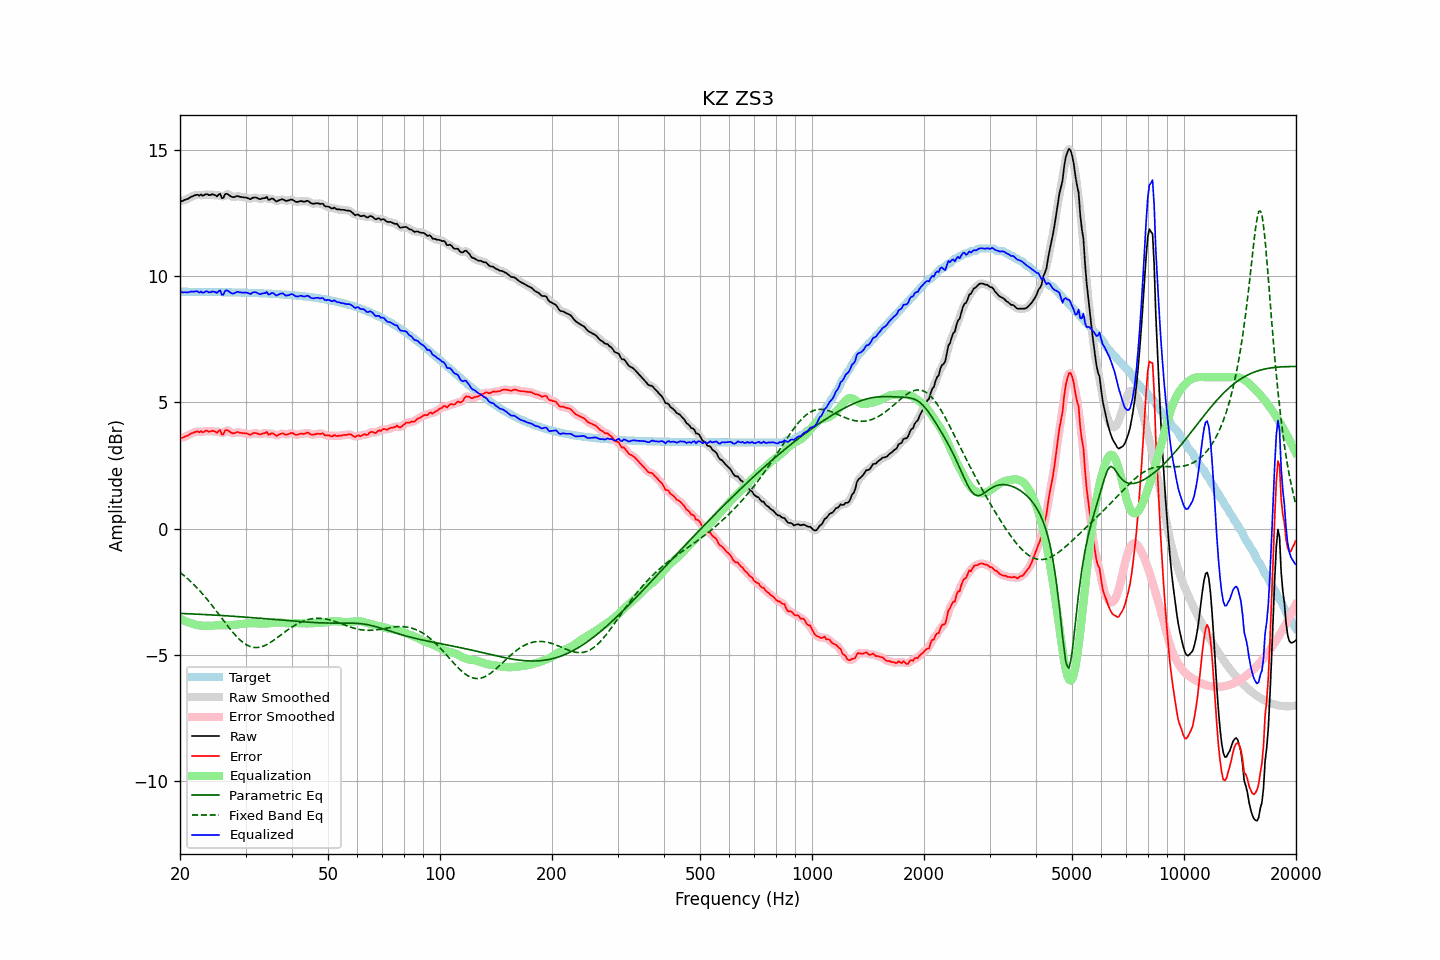 KZ ZS3
Amplitude (dBr)
15
10
5
0
−5
−10
Target
Raw Smoothed
Error Smoothed
Raw
Error
Equalization
Parametric Eq
Fixed Band Eq
Equalized
20 50 100 200 500 1000 2000 5000 10000 20000
Frequency (Hz)